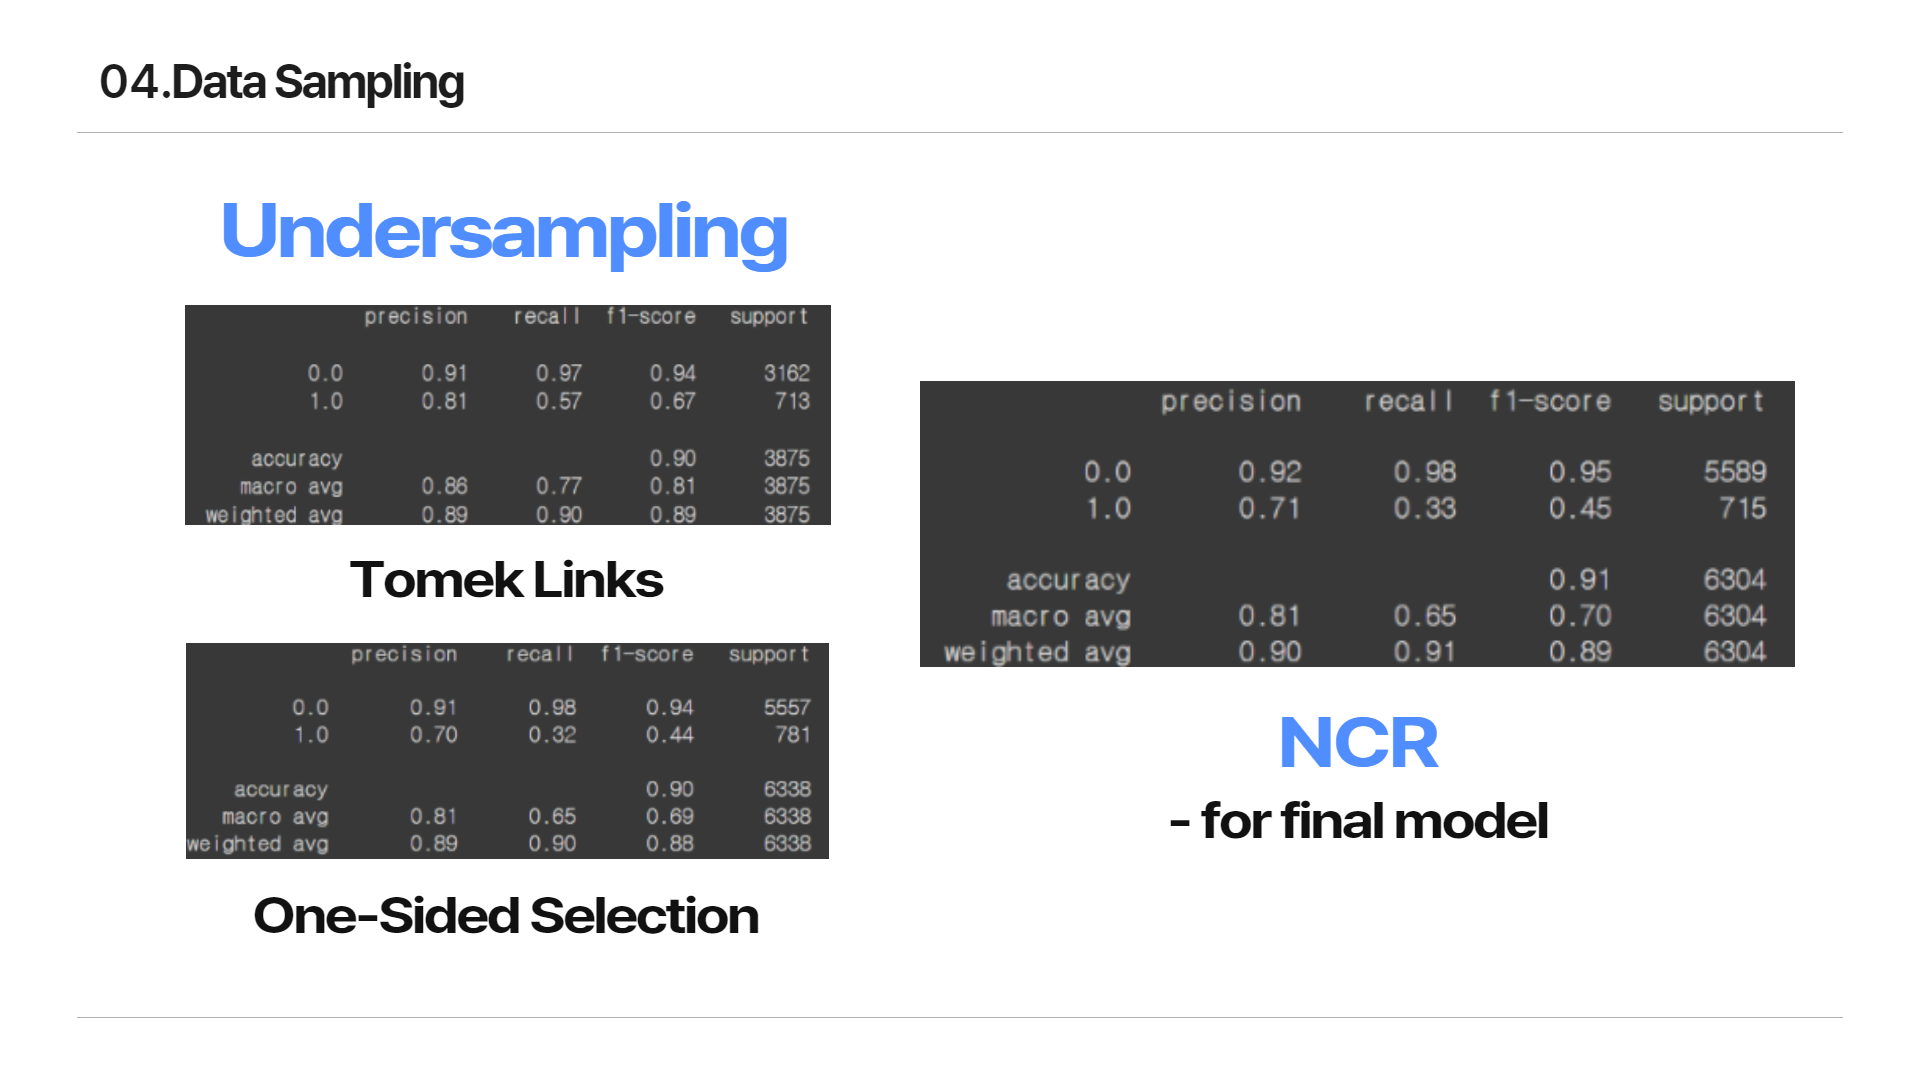 04.Data Sampling
Undersampling
precision recall f1-score support
0.0 0.91 0.97 0.94 3162
1.0 0.81 0.57 0.67 713
accuracy 0.90 3875
macro avg 0.86 0.77 0.81 3875
weighted avg 0.89 0.90 0.89 3875
Tomek Links
precision recall f1-score support
0.0 0.91 0.98 0.94 5557
1.0 0.70 0.32 0.44 781
accuracy 0.90 6338
macro avg 0.81 0.65 0.69 6338
weighted avg 0.89 0.90 0.88 6338
One-Sided Selection
precision recall f1-score support
0.0 0.92 0.98 0.95 5589
1.0 0.71 0.33 0.45 715
accuracy 0.91 6304
macro avg 0.81 0.65 0.70 6304
weighted avg 0.90 0.91 0.89 6304
NCR
- for final model